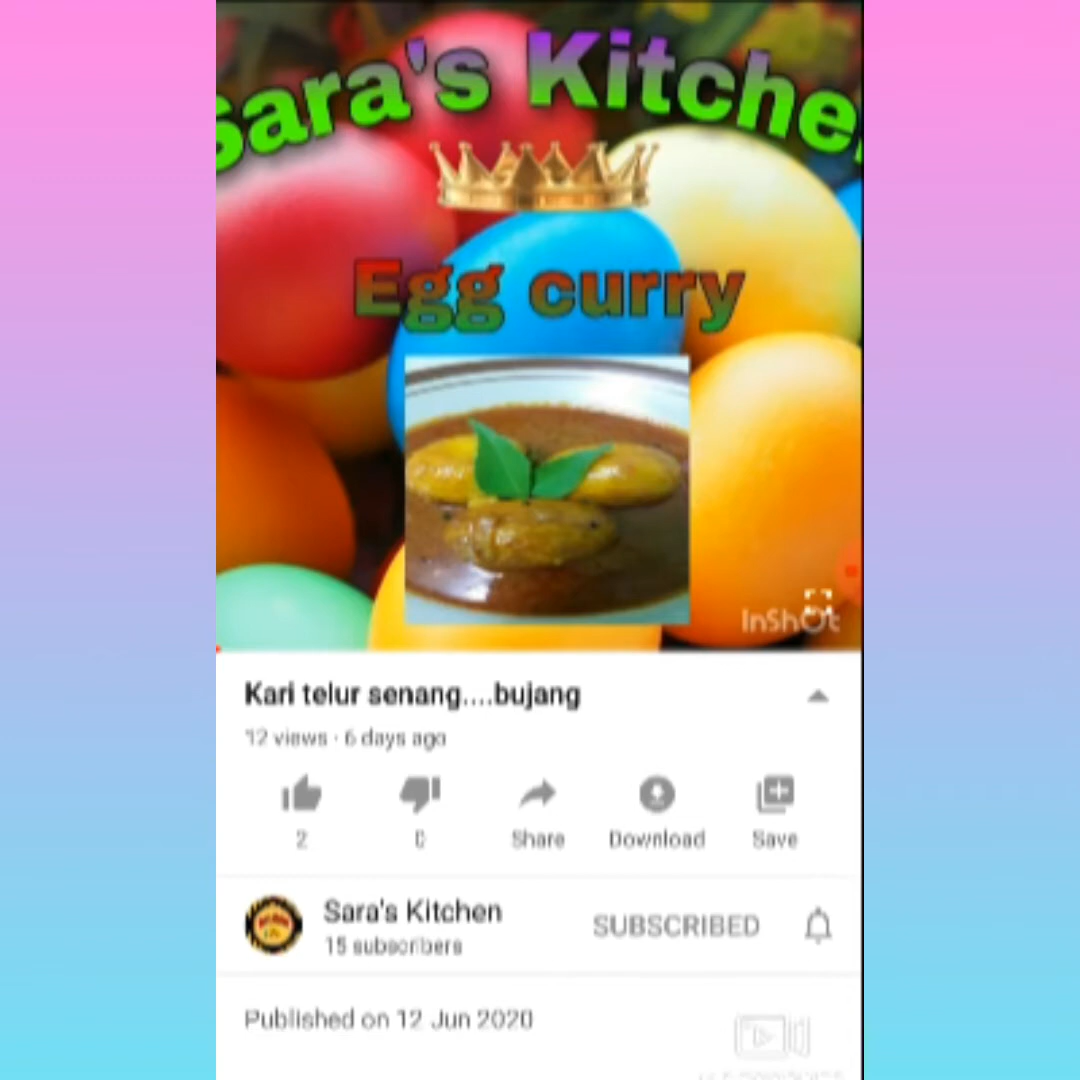 Sara's Kitchen
Egg curry
InShOt
Kari telur senang....bujang
12 views · 6 days ago
2
0
Share
Download
Save
Sara's Kitchen
15 subscribers
SUBSCRIBED
Published on 12 Jun 2020